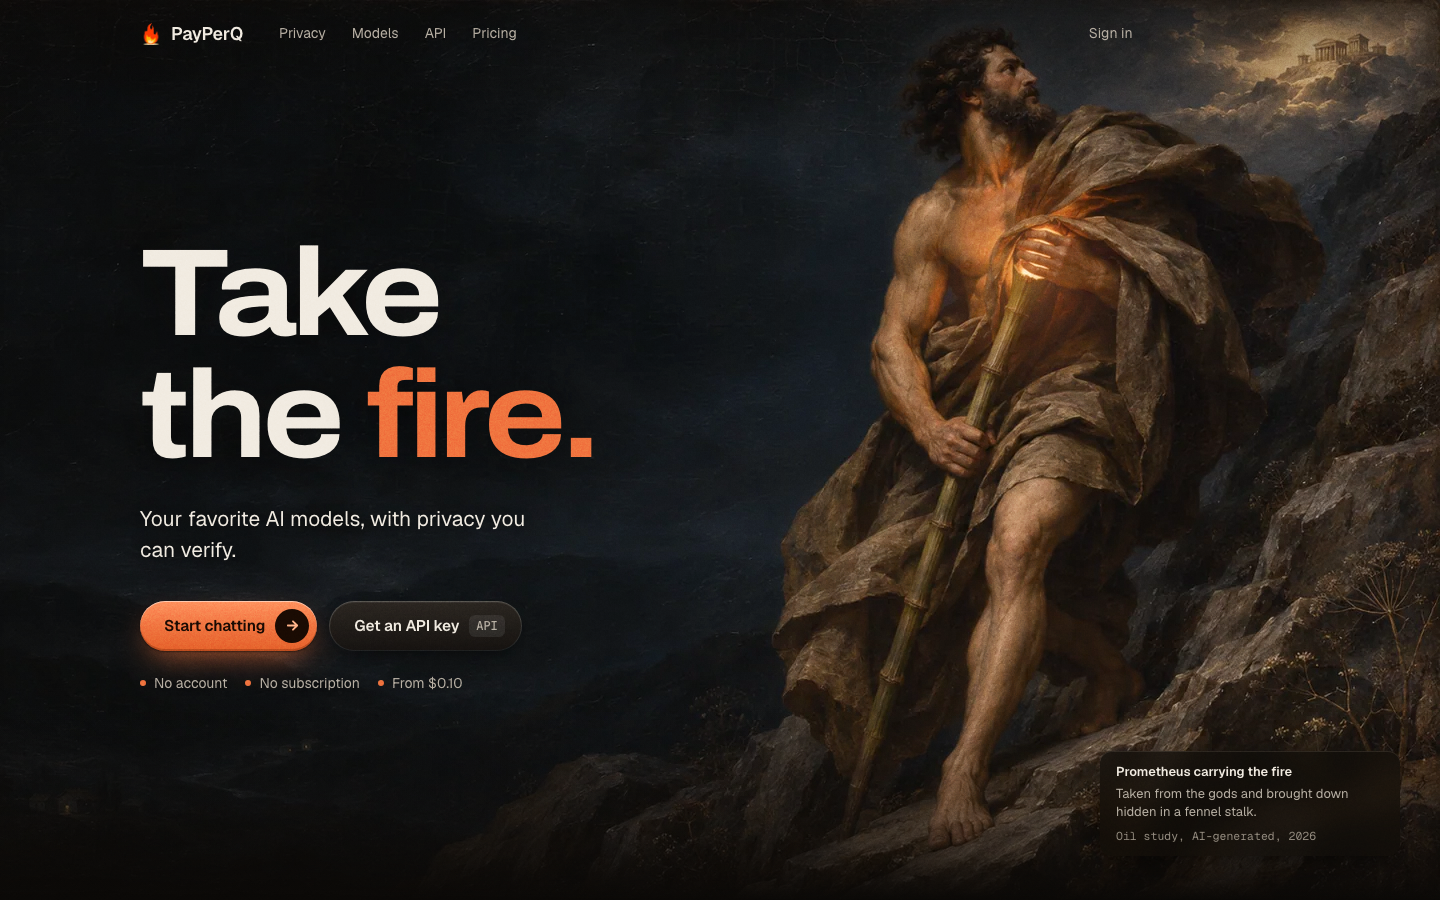 PayPerQ
Privacy
Models
API
Pricing
Sign in
Take
the fire.
Your favorite AI models, with privacy you
can verify.
Start chatting
Get an API key
API
No account
No subscription
From $0.10
Prometheus carrying the fire
Taken from the gods and brought down
hidden in a fennel stalk.
Oil study, AI-generated, 2026